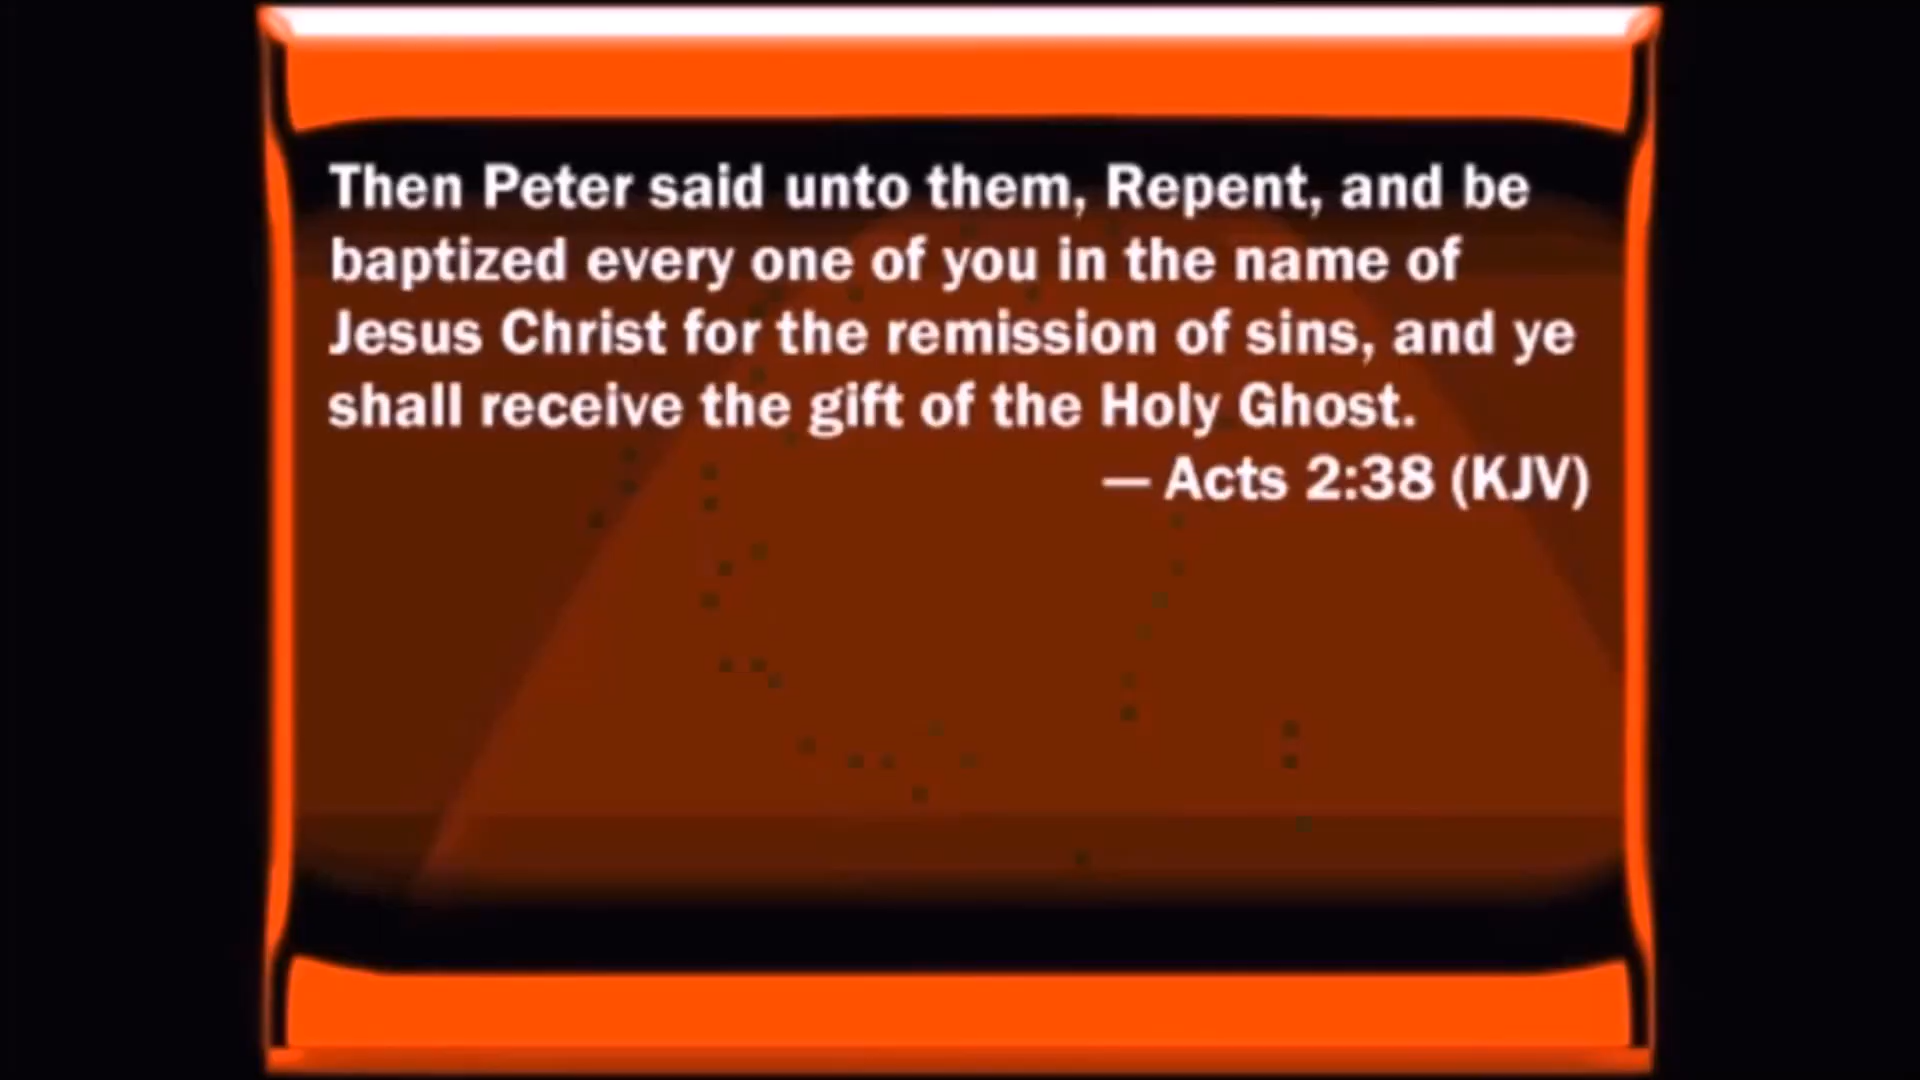 Then Peter said unto them, Repent, and be
baptized every one of you in the name of
Jesus Christ for the remission of sins, and ye
shall receive the gift of the Holy Ghost.
— Acts 2:38 (KJV)